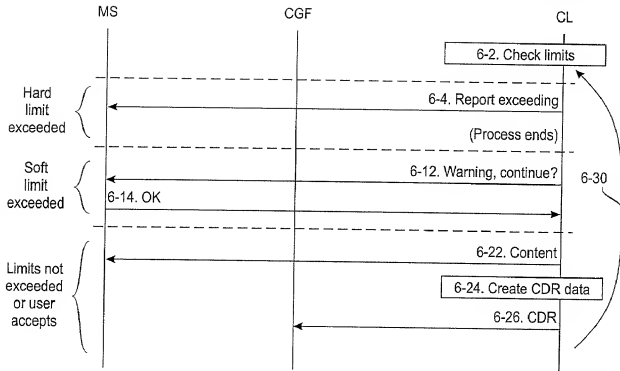 MS
CGF
CL
6-2. Check limits
Hard
limit
exceeded
6-4. Report exceeding
(Process ends)
Soft
limit
exceeded
6-12. Warning, continue?
6-30
6-14. OK
Limits not
exceeded
or user
accepts
6-22. Content
6-24. Create CDR data
6-26. CDR